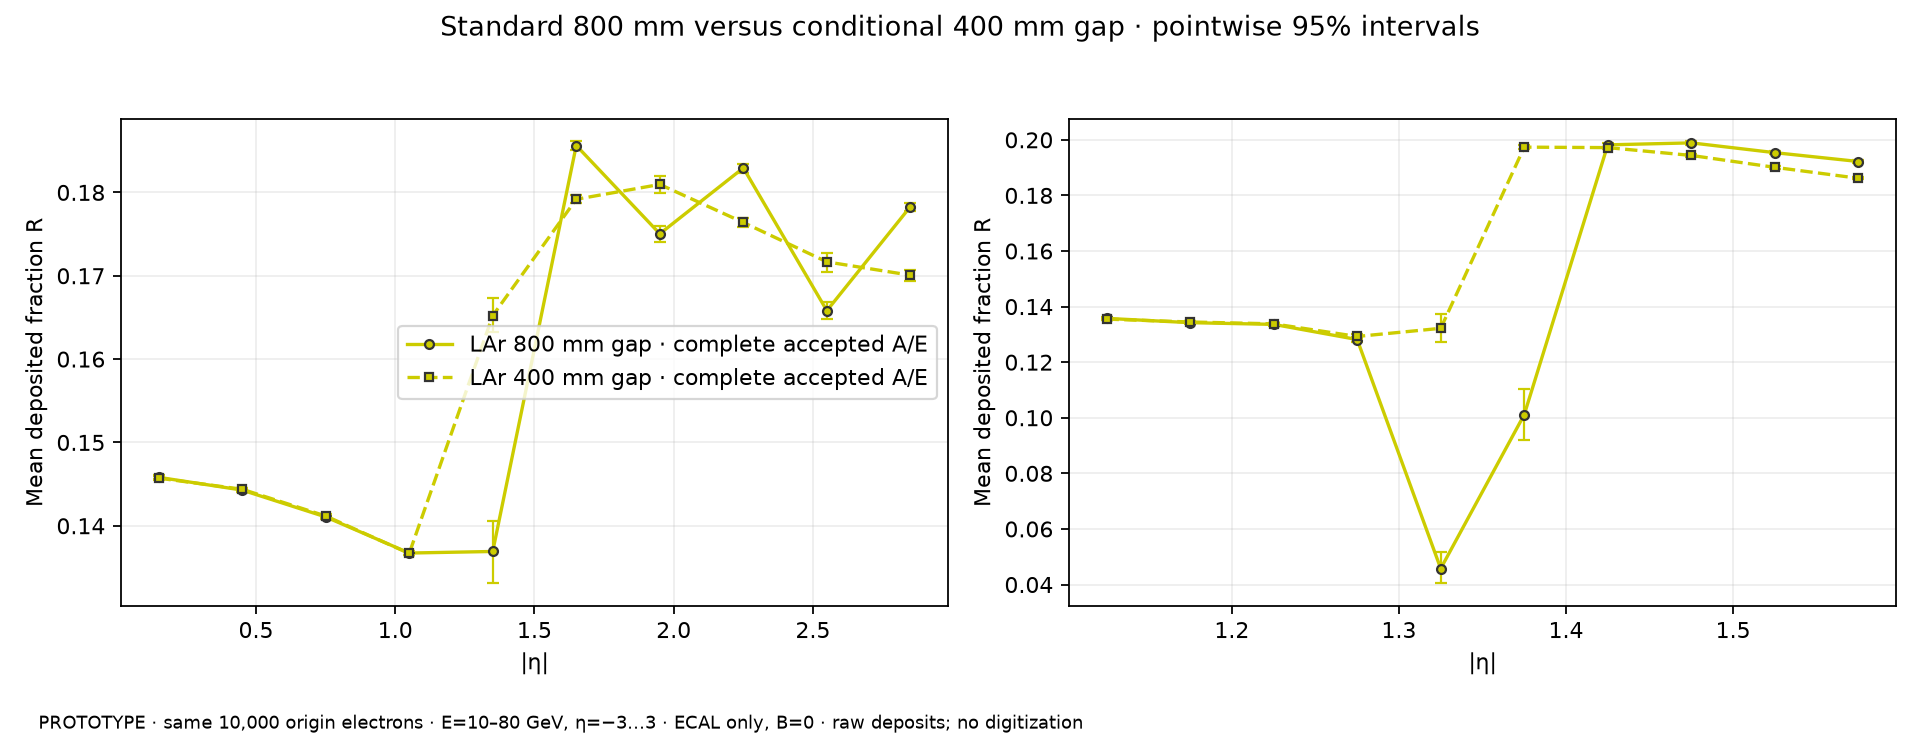 Standard 800 mm versus conditional 400 mm gap · pointwise 95% intervals
Mean deposited fraction R
0.18
0.17
0.16
0.15
0.14
LAr 800 mm gap · complete accepted A/E
LAr 400 mm gap · complete accepted A/E
0.5 1.0 1.5 2.0 2.5
|η|
Mean deposited fraction R
0.20
0.18
0.16
0.14
0.12
0.10
0.08
0.06
0.04
1.2 1.3 1.4 1.5
|η|
PROTOTYPE · same 10,000 origin electrons · E=10–80 GeV, η=−3…3 · ECAL only, B=0 · raw deposits; no digitization